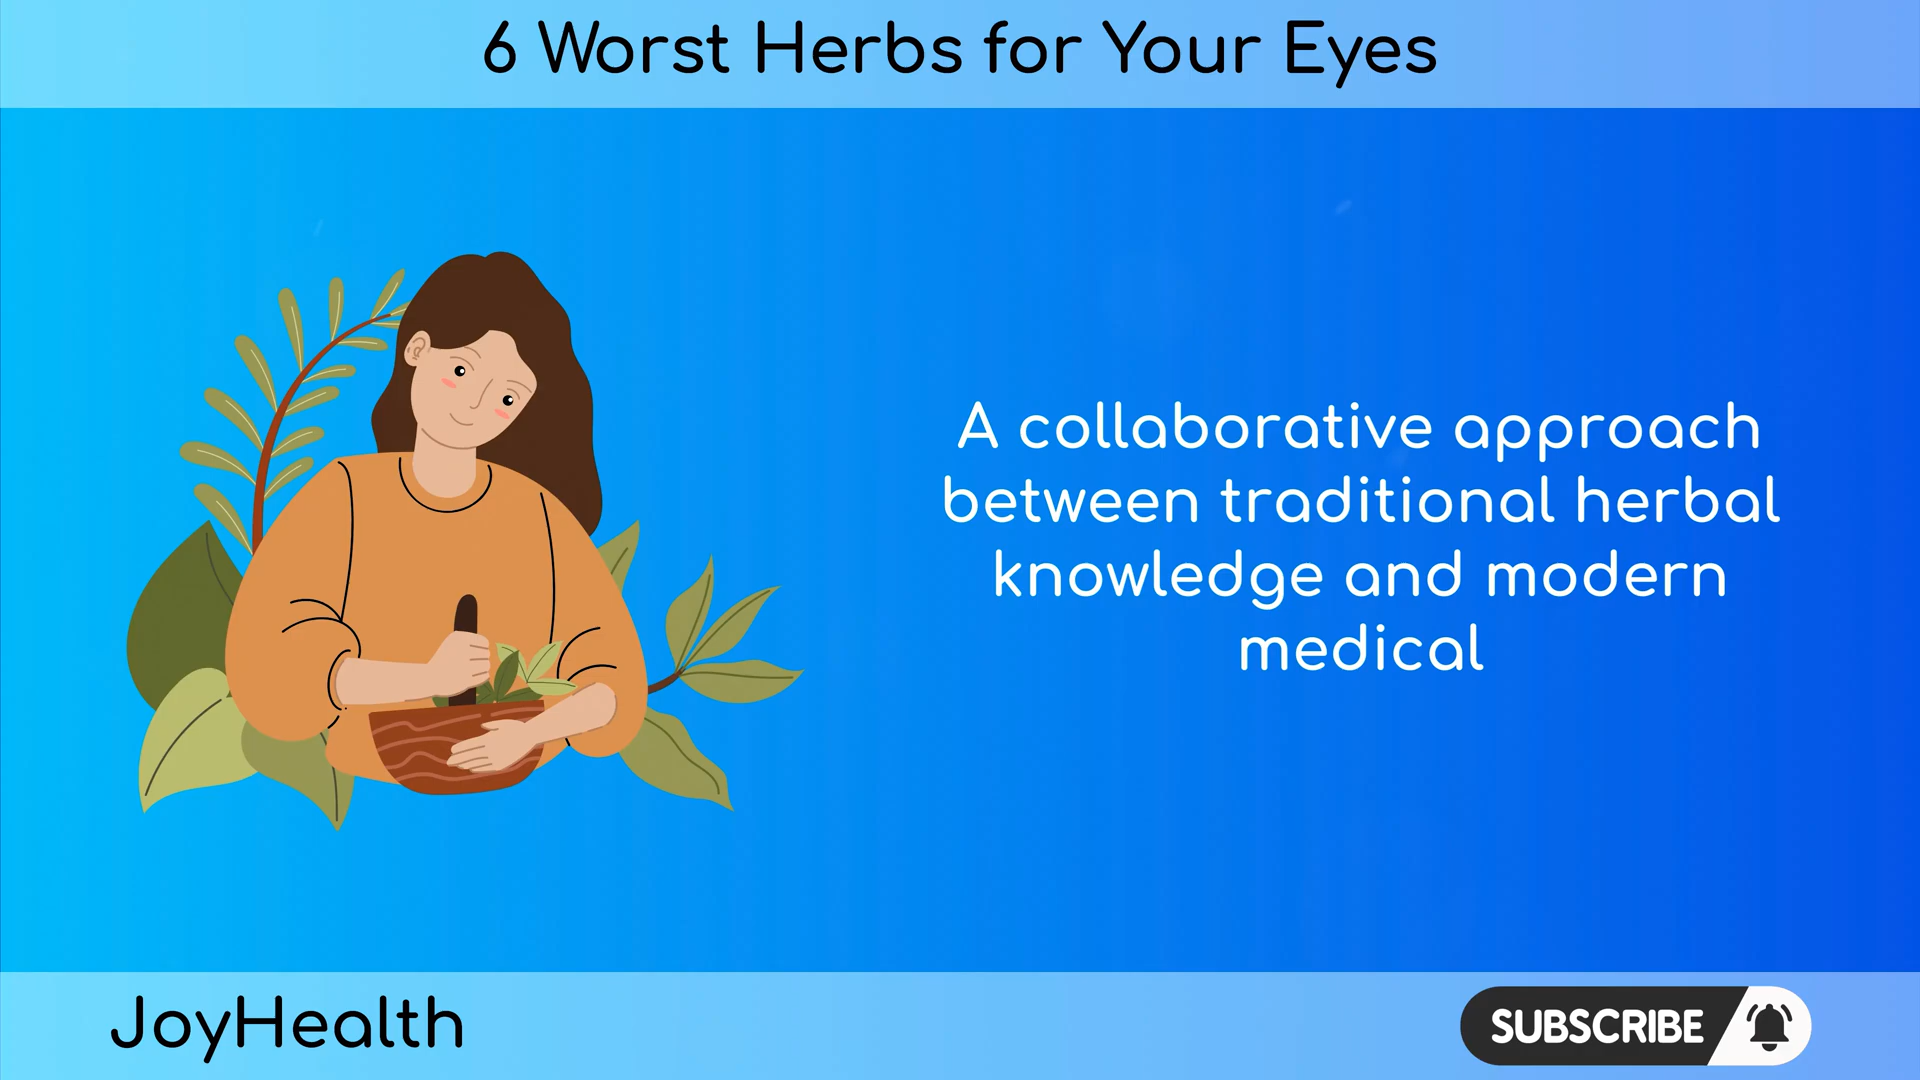 6 Worst Herbs for Your Eyes
A collaborative approach
between traditional herbal
knowledge and modern
medical
JoyHealth
SUBSCRIBE